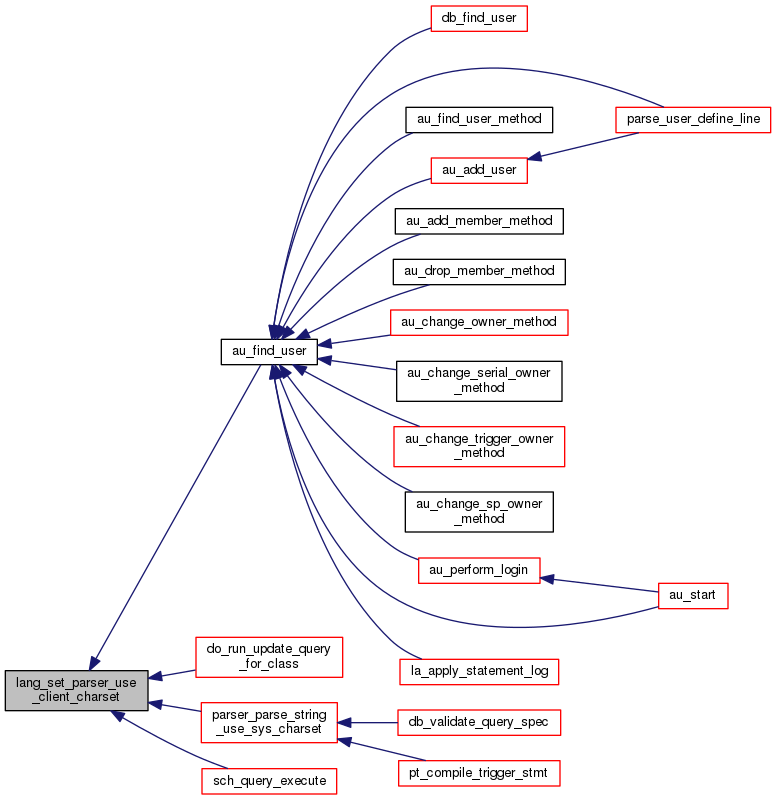 db_find_user
parse_user_define_line
au_find_user_method
au_add_user
au_add_member_method
au_drop_member_method
au_change_owner_method
au_find_user
au_change_serial_owner
_method
au_change_trigger_owner
_method
au_change_sp_owner
_method
au_perform_login
au_start
la_apply_statement_log
do_run_update_query
_for_class
lang_set_parser_use
_client_charset
parser_parse_string
_use_sys_charset
db_validate_query_spec
pt_compile_trigger_stmt
sch_query_execute